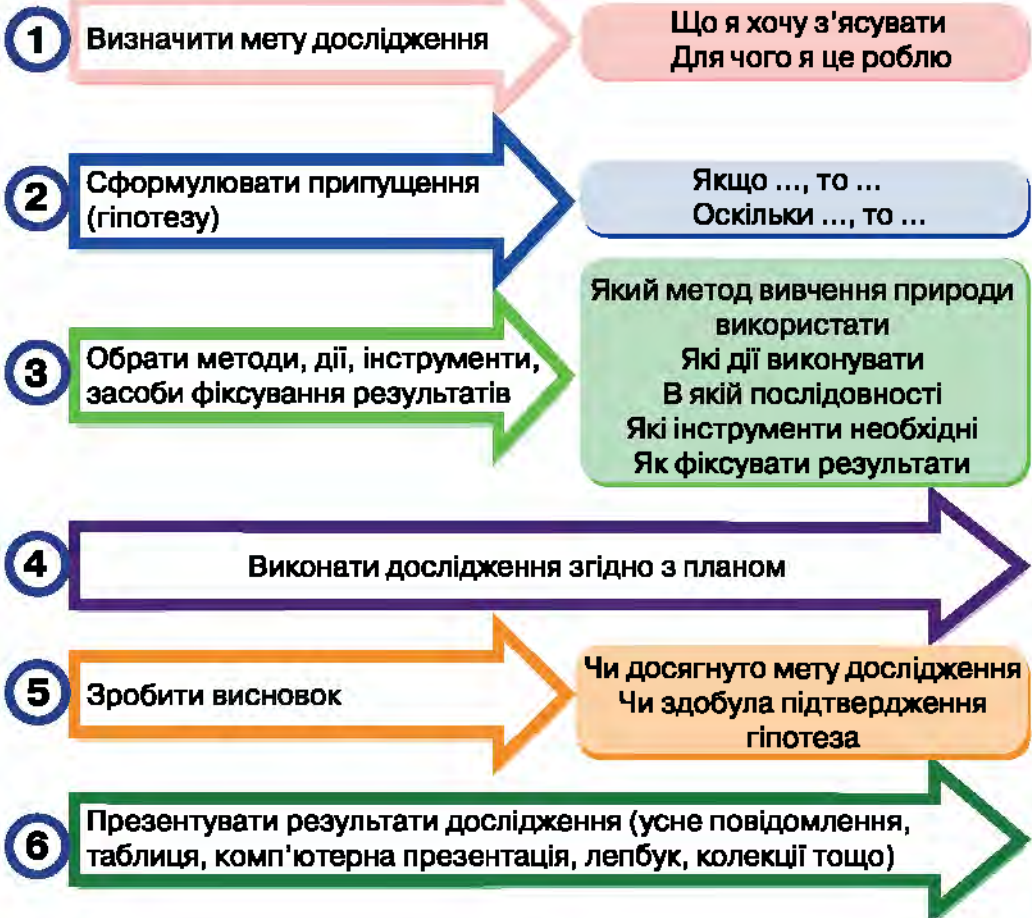 1
Визначити мету дослідження
Що я хочу з’ясувати
Для чого я це роблю
2
Сформулювати припущення
(гіпотезу)
Якщо ..., то ...
Оскільки ..., то ...
3
Обрати методи, дії, інструменти,
засоби фіксування результатів
Який метод вивчення природи
використати
Які дії виконувати
В якій послідовності
Які інструменти необхідні
Як фіксувати результати
4
Виконати дослідження згідно з планом
5
Зробити висновок
Чи досягнуто мету дослідження
Чи здобула підтвердження
гіпотеза
6
Презентувати результати дослідження (усне повідомлення,
таблиця, комп’ютерна презентація, лепбук, колекції тощо)